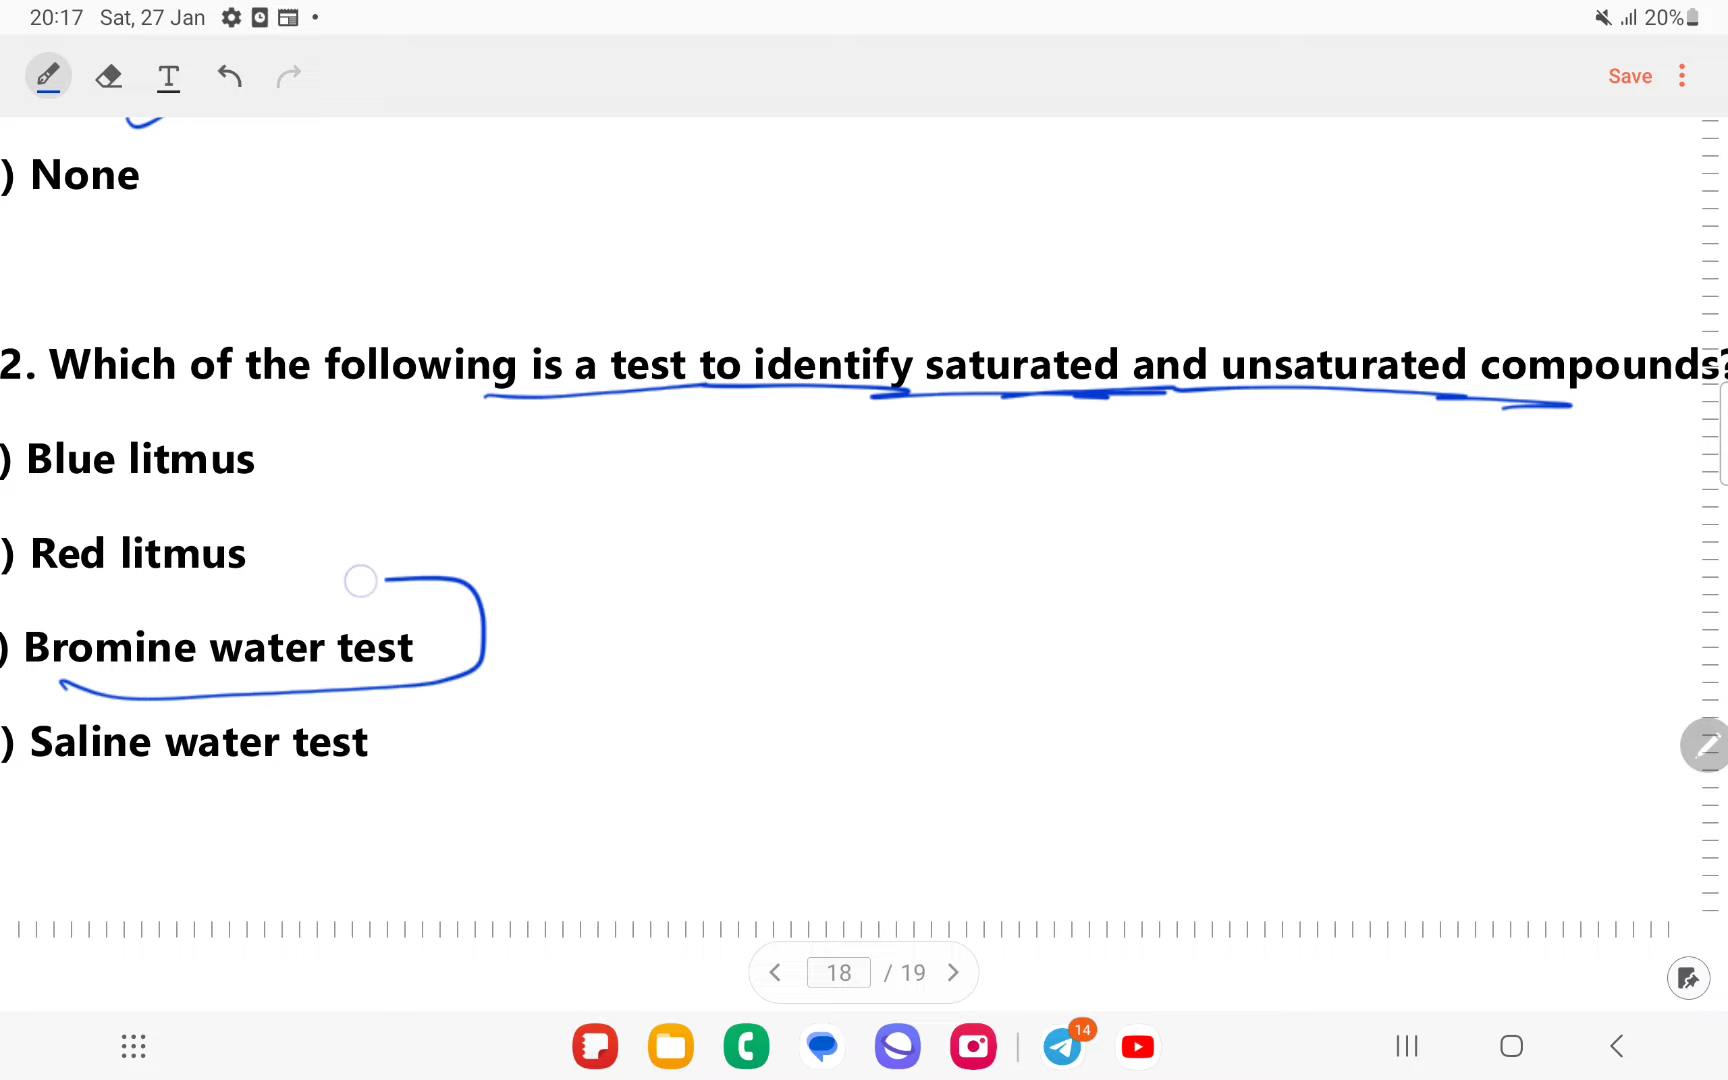 20:17 Sat, 27 Jan
20%
T
Save
) None
2. Which of the following is a test to identify saturated and unsaturated compounds?
) Blue litmus
) Red litmus
) Bromine water test
) Saline water test
18 / 19
14